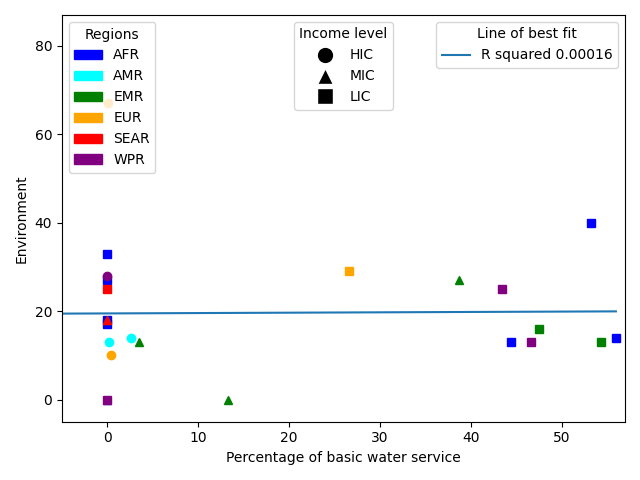 Regions
AFR
AMR
EMR
EUR
SEAR
WPR
Income level
HIC
MIC
LIC
Line of best fit
R squared 0.00016
Environment
80
60
40
20
0
0 10 20 30 40 50
Percentage of basic water service